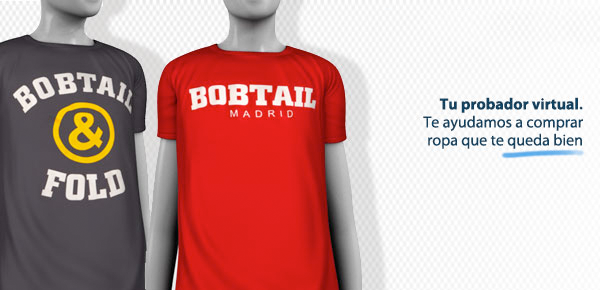 BOBTAIL
&
FOLD
BOBTAIL
MADRID
Tu probador virtual.
Te ayudamos a comprar
ropa que te queda bien